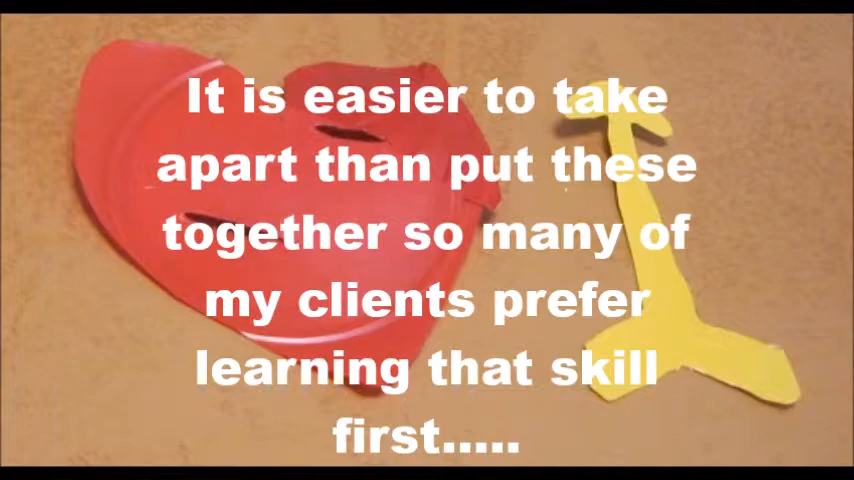 It is easier to take
apart than put these
together so many of
my clients prefer
learning that skill
first.....